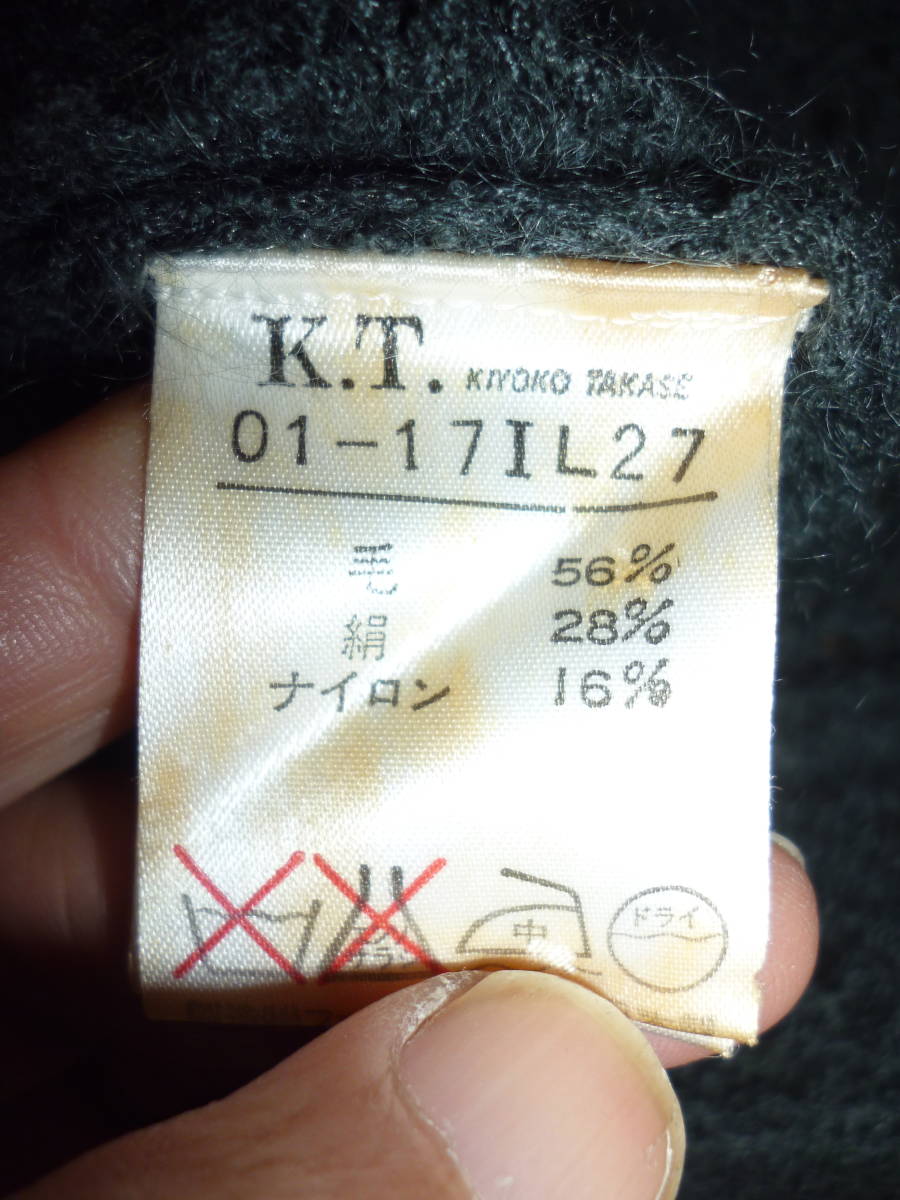 K.T. KIYOKO TAKASE
01-17IL27
毛 56%
絹 28%
ナイロン 16%
中 ドライ